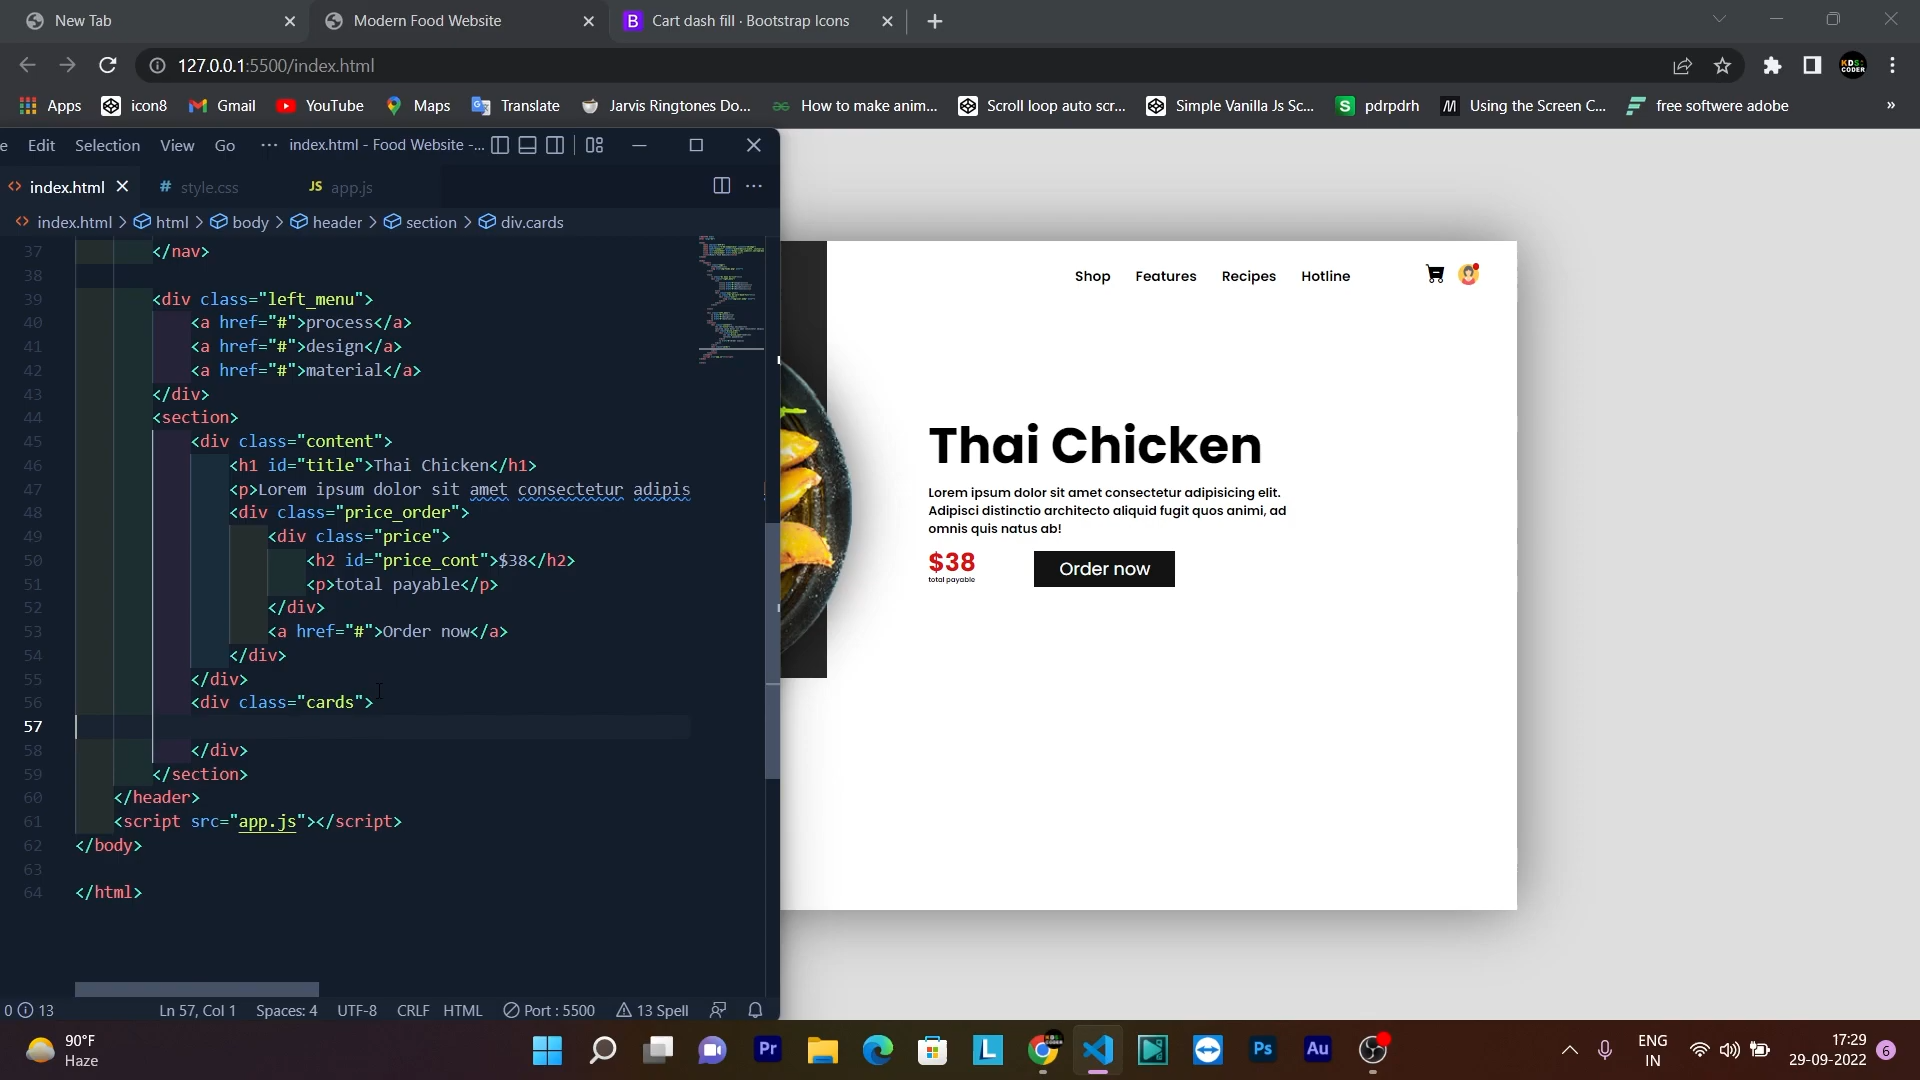 New Tab
Modern Food Website
B
Cart dash fill · Bootstrap Icons
127.0.0.1:5500/index.html
KDS:
CODER
Apps
icon8
Gmail
YouTube
Maps
Translate
Jarvis Ringtones Do...
How to make anim...
Scroll loop auto scr...
Simple Vanilla Js Sc...
S pdrpdrh
M Using the Screen C...
free softwere adobe
»
e Edit Selection View Go ··· index.html - Food Website -...
<> index.html
# style.css
JS app.js
<> index.html > html > body > header > section > div.cards
37 </nav>
38
39 <div class="left_menu">
40 <a href="#">process</a>
41 <a href="#">design</a>
42 <a href="#">material</a>
43 </div>
44 <section>
45 <div class="content">
46 <h1 id="title">Thai Chicken</h1>
47 <p>Lorem ipsum dolor sit amet consectetur adipis
48 <div class="price_order">
49 <div class="price">
50 <h2 id="price_cont">$38</h2>
51 <p>total payable</p>
52 </div>
53 <a href="#">Order now</a>
54 </div>
55 </div>
56 <div class="cards">
57
58 </div>
59 </section>
60 </header>
61 <script src="app.js"></script>
62 </body>
63
64 </html>
0 13 Ln 57, Col 1 Spaces: 4 UTF-8 CRLF HTML Port : 5500 13 Spell
Shop Features Recipes Hotline
Thai Chicken
Lorem ipsum dolor sit amet consectetur adipisicing elit.
Adipisci distinctio architecto aliquid fugit quos animi, ad
omnis quis natus ab!
$38
total payable
Order now
90°F
Haze
Pr
L
Ps
Au
ENG
IN
17:29
29-09-2022
6